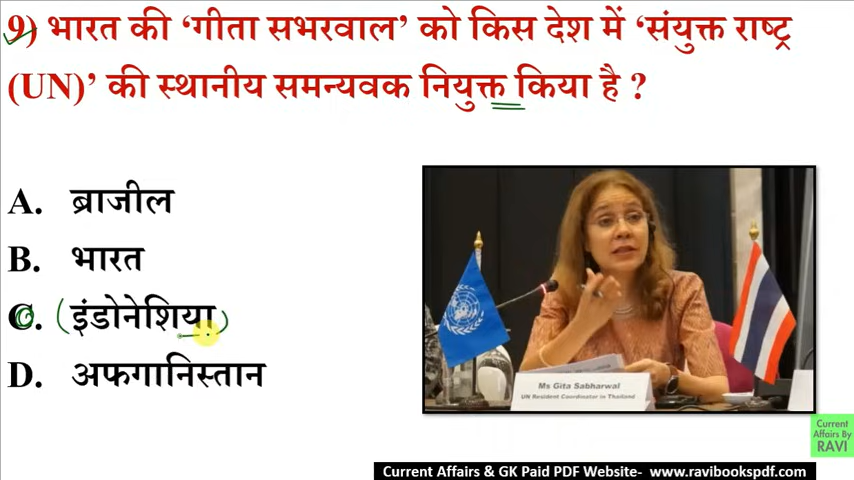 9) भारत की ‘गीता सभरवाल’ को किस देश में ‘संयुक्त राष्ट्र
(UN)’ की स्थानीय समन्यवक नियुक्त किया है ?
A. ब्राजील
B. भारत
C. (इंडोनेशिया)
D. अफगानिस्तान
Ms Gita Sabharwal
UN Resident Coordinator in Thailand
Current
Affairs By
RAVI
Current Affairs & GK Paid PDF Website- www.ravibookspdf.com